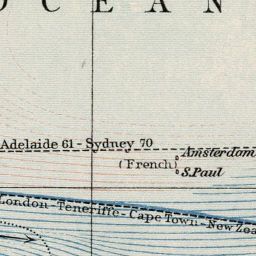 OCEAN
Adelaide 61 - Sydney 70
Amsterdam
(French)
S. Paul
London - Teneriffe - Cape Town - New Zea